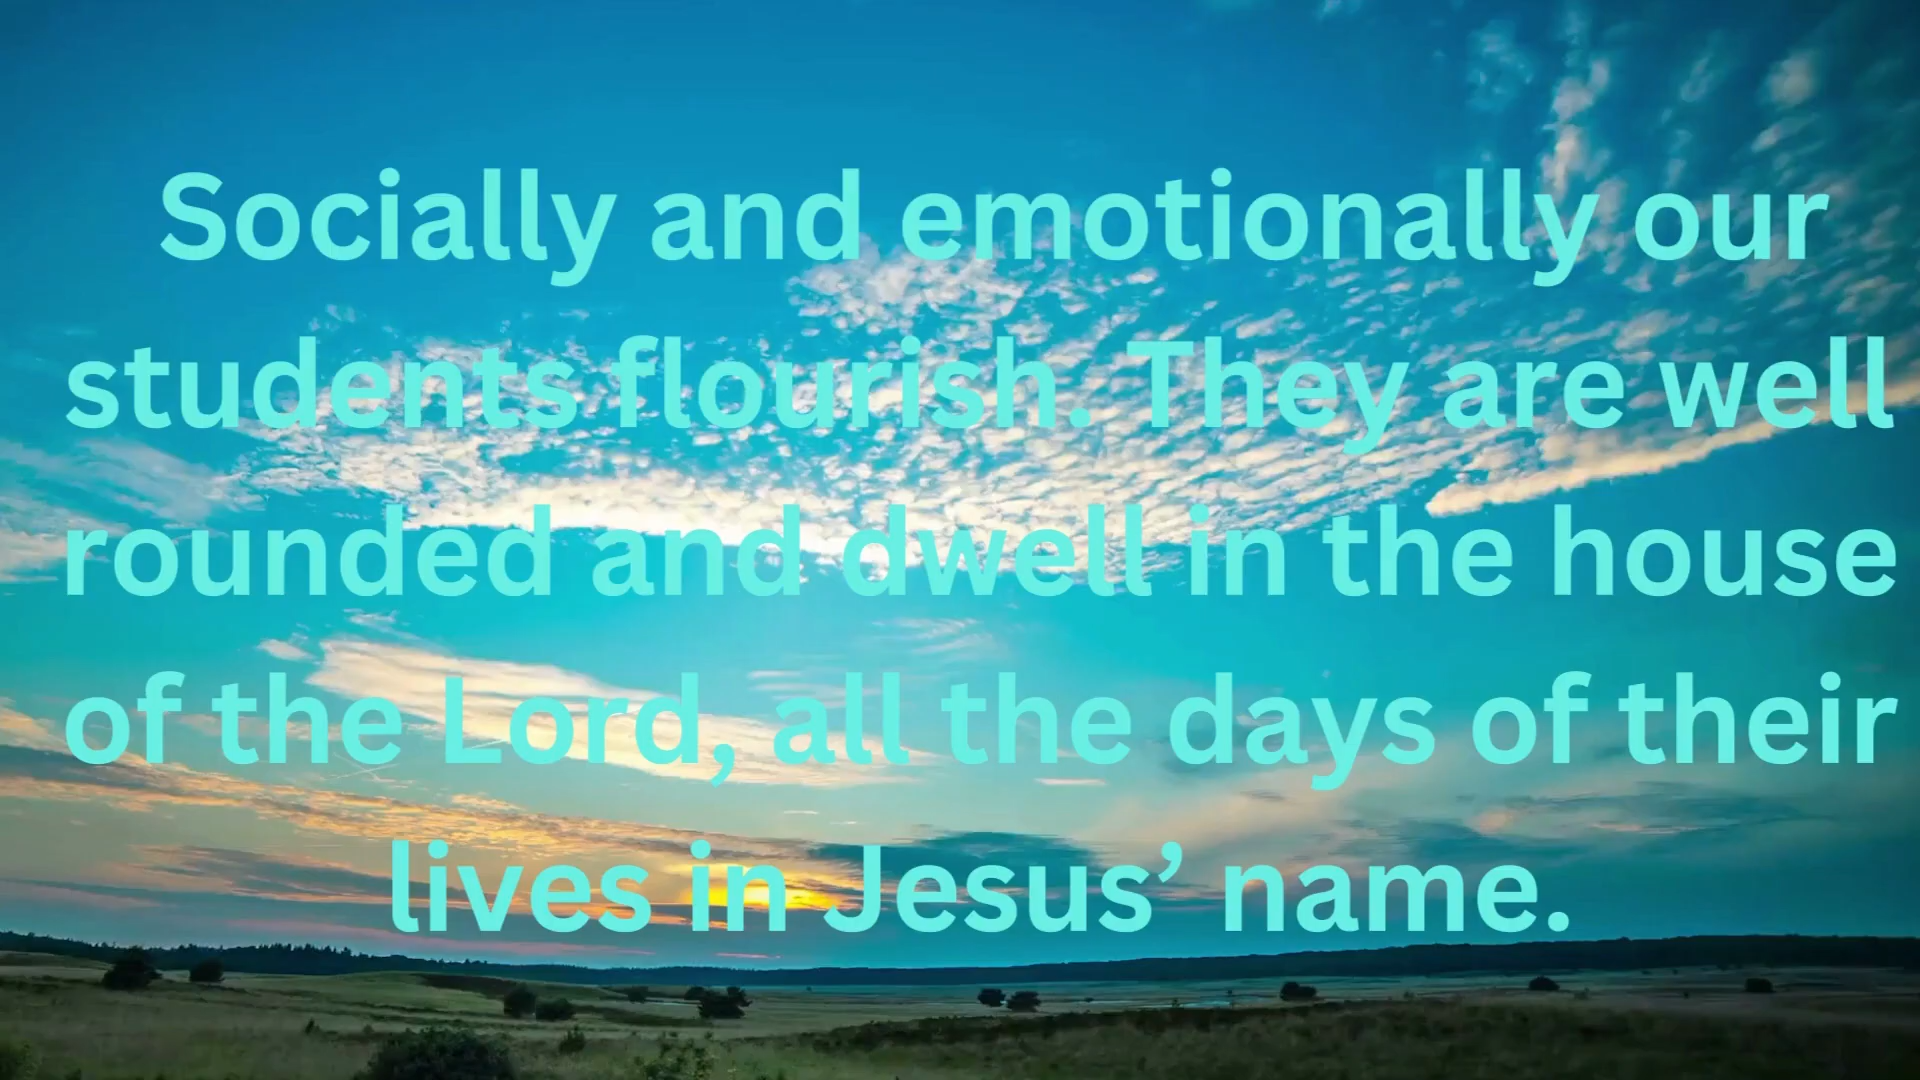 Socially and emotionally our
students flourish. They are well
rounded and dwell in the house
of the Lord, all the days of their
lives in Jesus’ name.